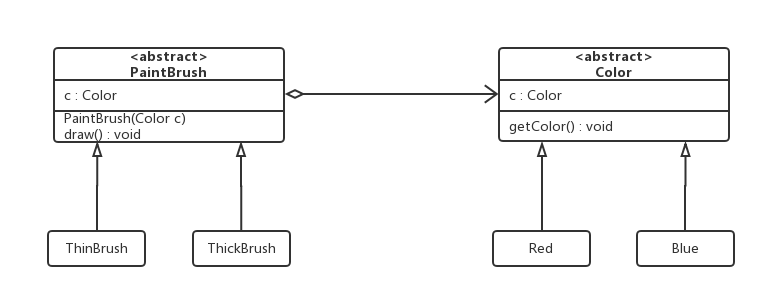 <abstract>
PaintBrush
c : Color
PaintBrush(Color c)
draw() : void
<abstract>
Color
c : Color
getColor() : void
ThinBrush
ThickBrush
Red
Blue